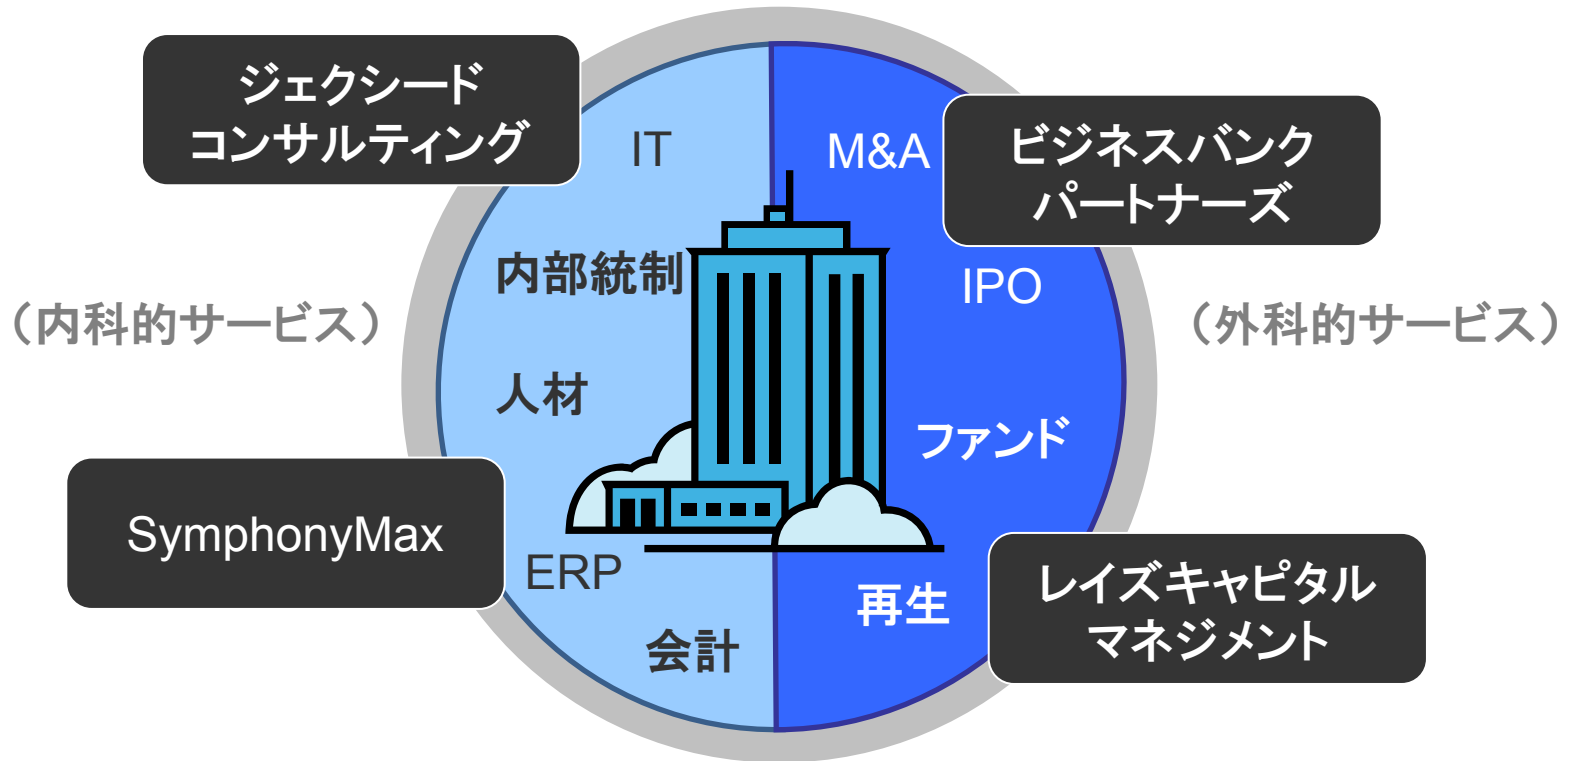 ジェクシード
コンサルティング
IT
M&A
ビジネスバンク
パートナーズ
内部統制
IPO
（内科的サービス）
（外科的サービス）
人材
ファンド
SymphonyMax
ERP
再生
レイズキャピタル
マネジメント
会計